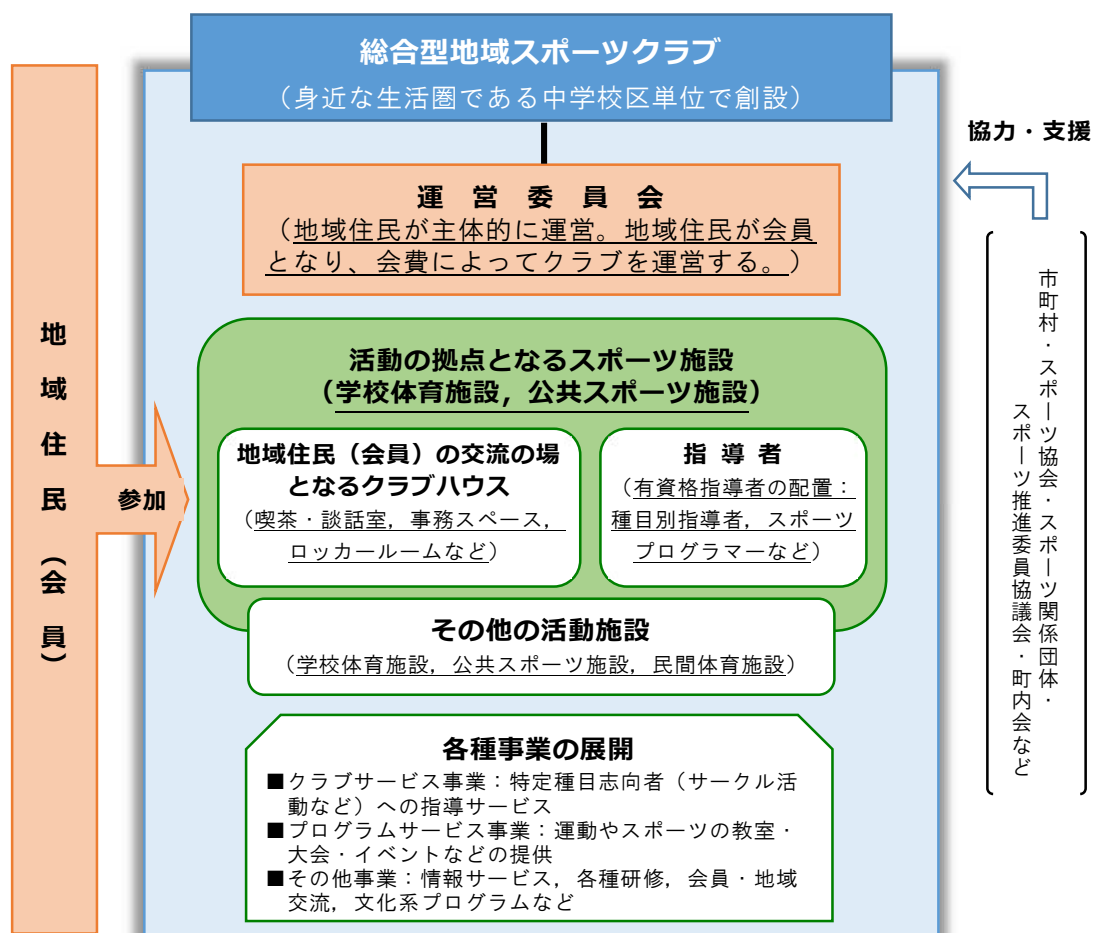 総合型地域スポーツクラブ
（身近な生活圏である中学校区単位で創設）
協力・支援
運営委員会
（地域住民が主体的に運営。地域住民が会員
となり、会費によってクラブを運営する。）
地域住民（会員）
参加
活動の拠点となるスポーツ施設
（学校体育施設，公共スポーツ施設）
地域住民（会員）の交流の場
となるクラブハウス
（喫茶・談話室，事務スペース，
ロッカールームなど）
指導者
（有資格指導者の配置：
種目別指導者，スポーツ
プログラマーなど）
その他の活動施設
（学校体育施設，公共スポーツ施設，民間体育施設）
各種事業の展開
■クラブサービス事業：特定種目志向者（サークル活
動など）への指導サービス
■プログラムサービス事業：運動やスポーツの教室・
大会・イベントなどの提供
■その他事業：情報サービス，各種研修，会員・地域
交流，文化系プログラムなど
市町村・スポーツ協会・スポーツ関係団体・
スポーツ推進委員協議会・町内会など